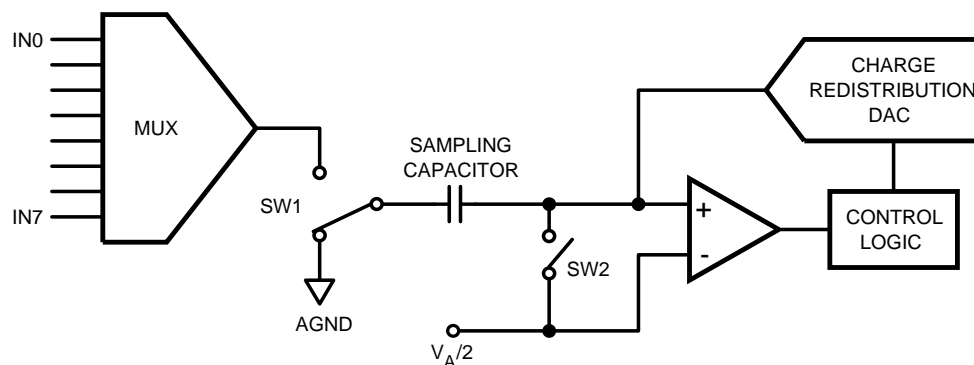 IN0
MUX
IN7
SW1
AGND
SAMPLING
CAPACITOR
SW2
V_A/2
+
-
CHARGE
REDISTRIBUTION
DAC
CONTROL
LOGIC